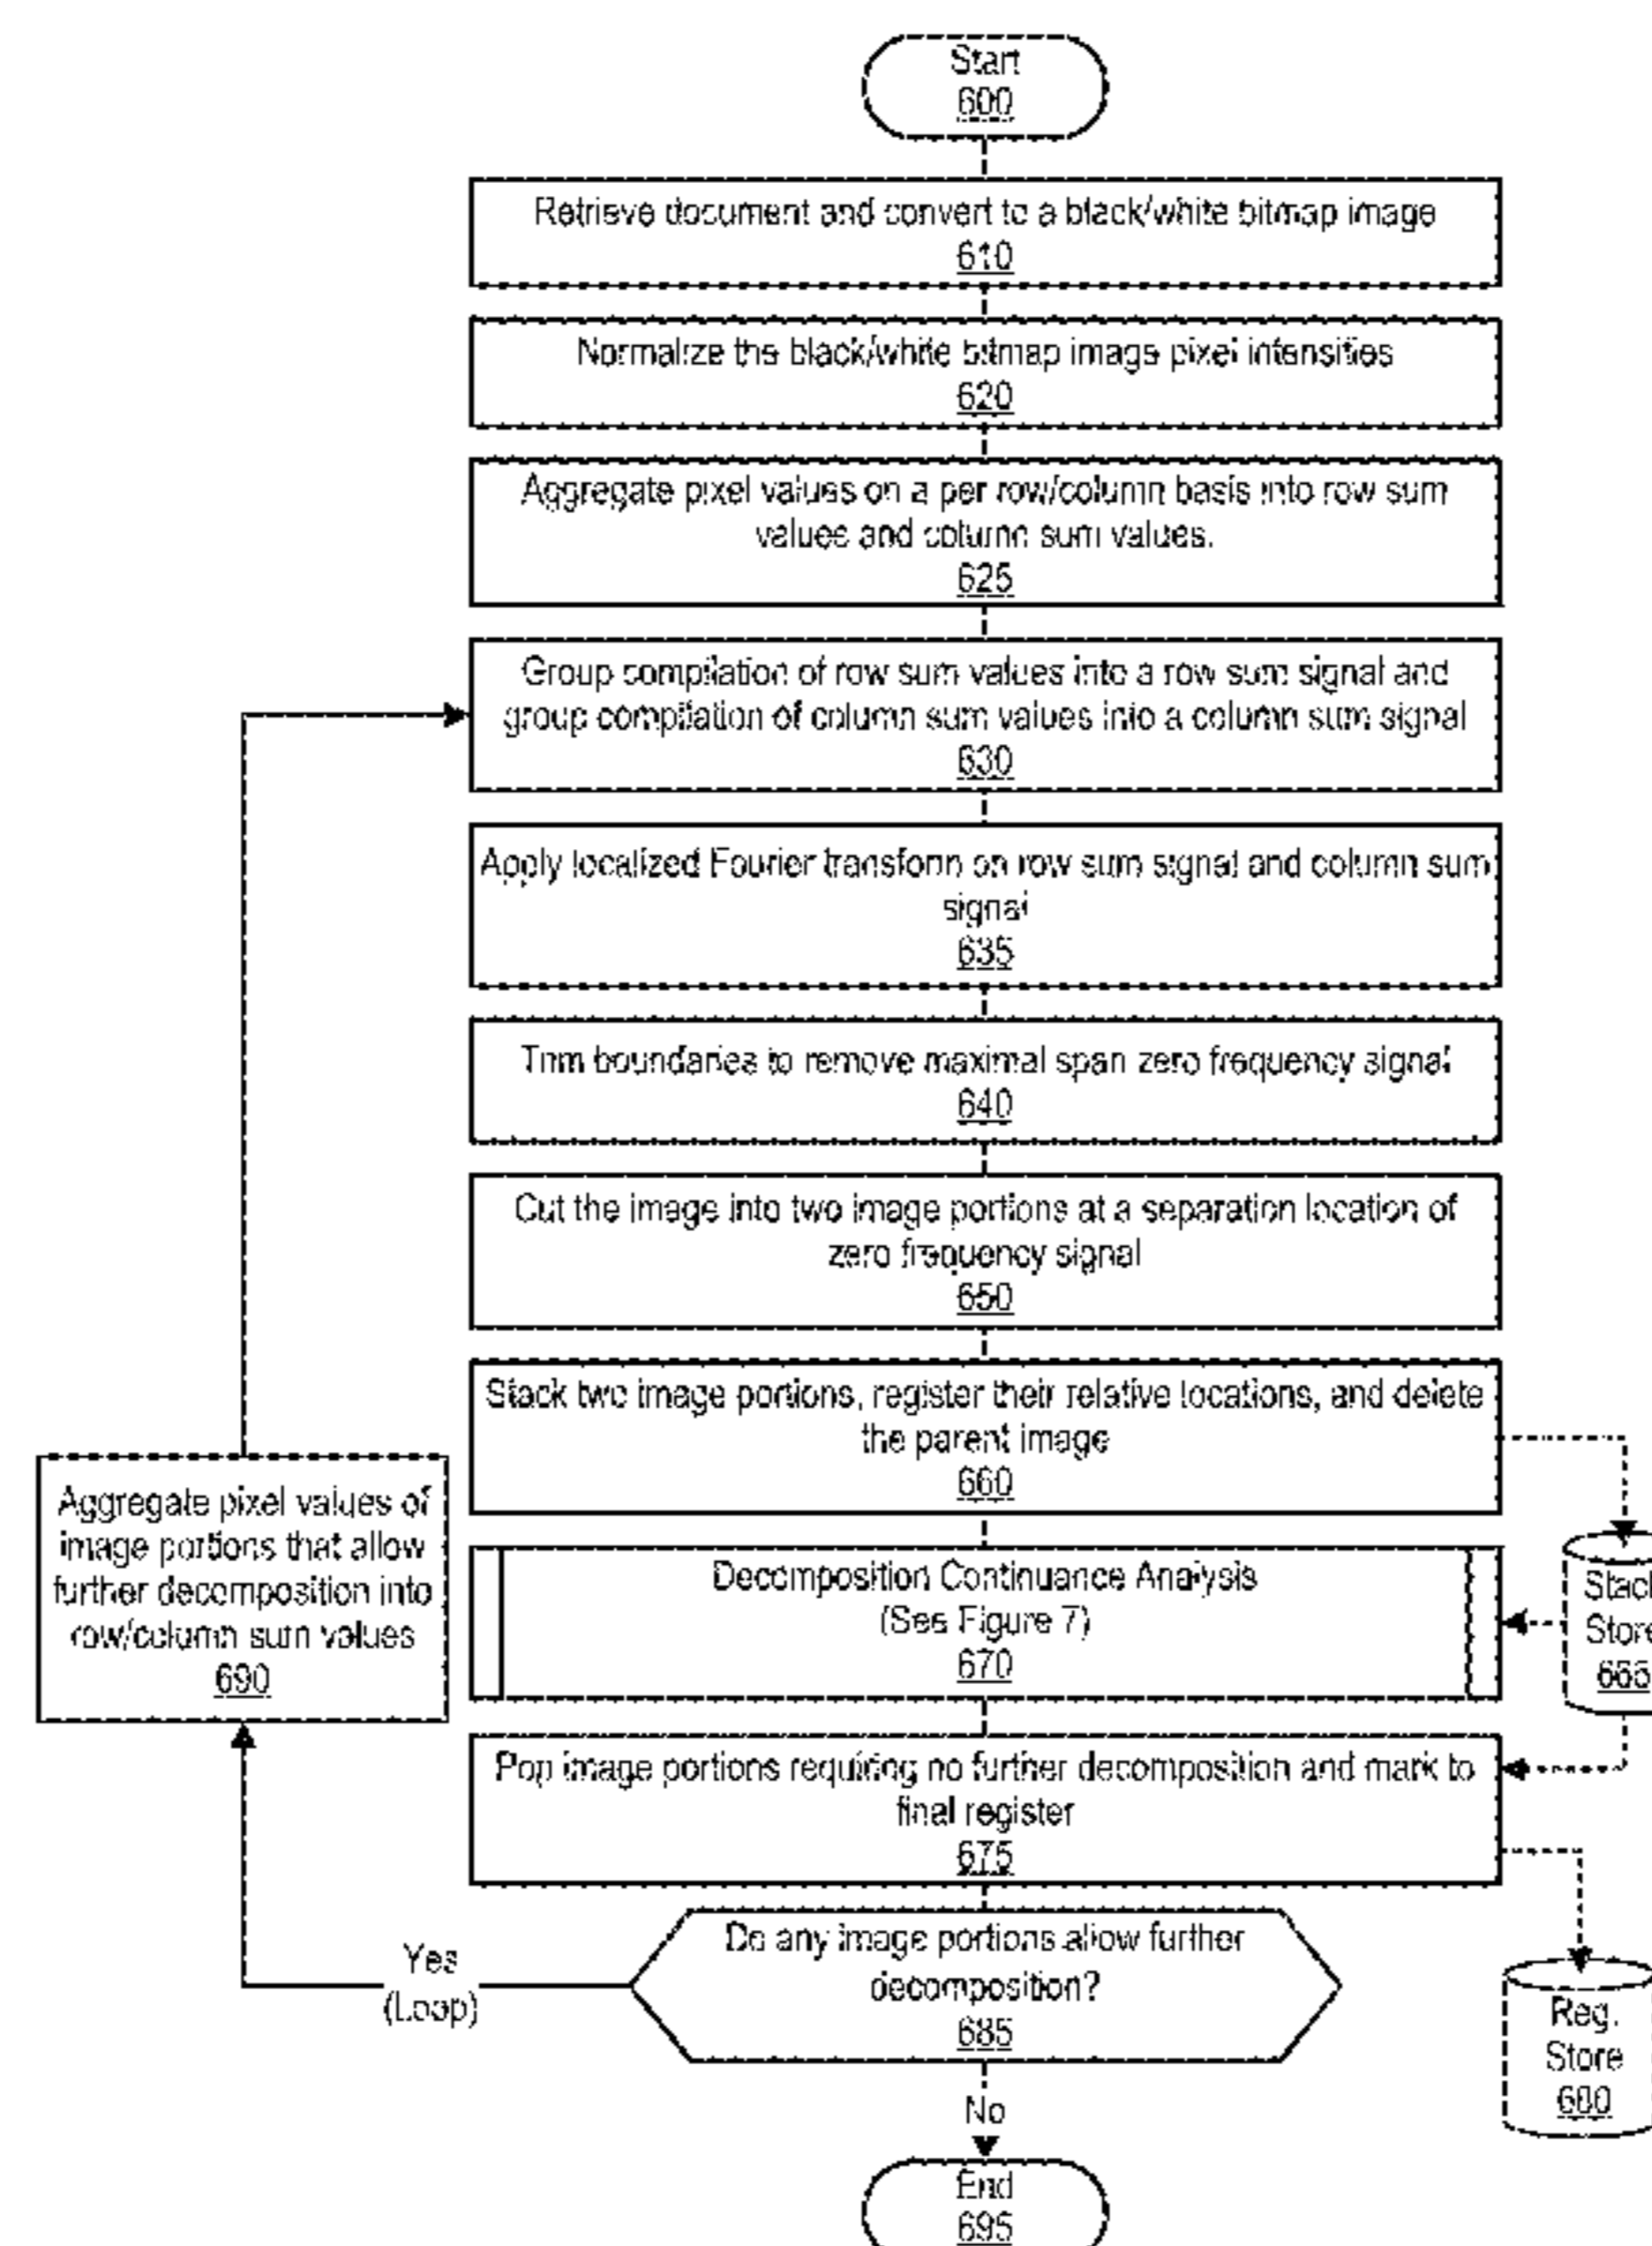 Start
600
Retrieve document and convert to a black/white bitmap image
610
Normalize the black/white bitmap image pixel intensities
620
Aggregate pixel values on a per row/column basis into row sum
values and column sum values.
625
Group compilation of row sum values into a row sum signal and
group compilation of column sum values into a column sum signal
630
Apply localized Fourier transform on row sum signal and column sum
signal
635
Trim boundaries to remove maximal span zero frequency signal
640
Cut the image into two image portions at a separation location of
zero frequency signal
650
Stack two image portions, register their relative locations, and delete
the parent image
660
Aggregate pixel values of
image portions that allow
further decomposition into
row/column sum values
690
Decomposition Continuance Analysis
(See Figure 7)
670
Stack
Store
665
Pop image portions requiring no further decomposition and mark to
final register
675
Do any image portions allow further
decomposition?
685
Yes
(Loop)
Reg.
Store
680
No
End
695